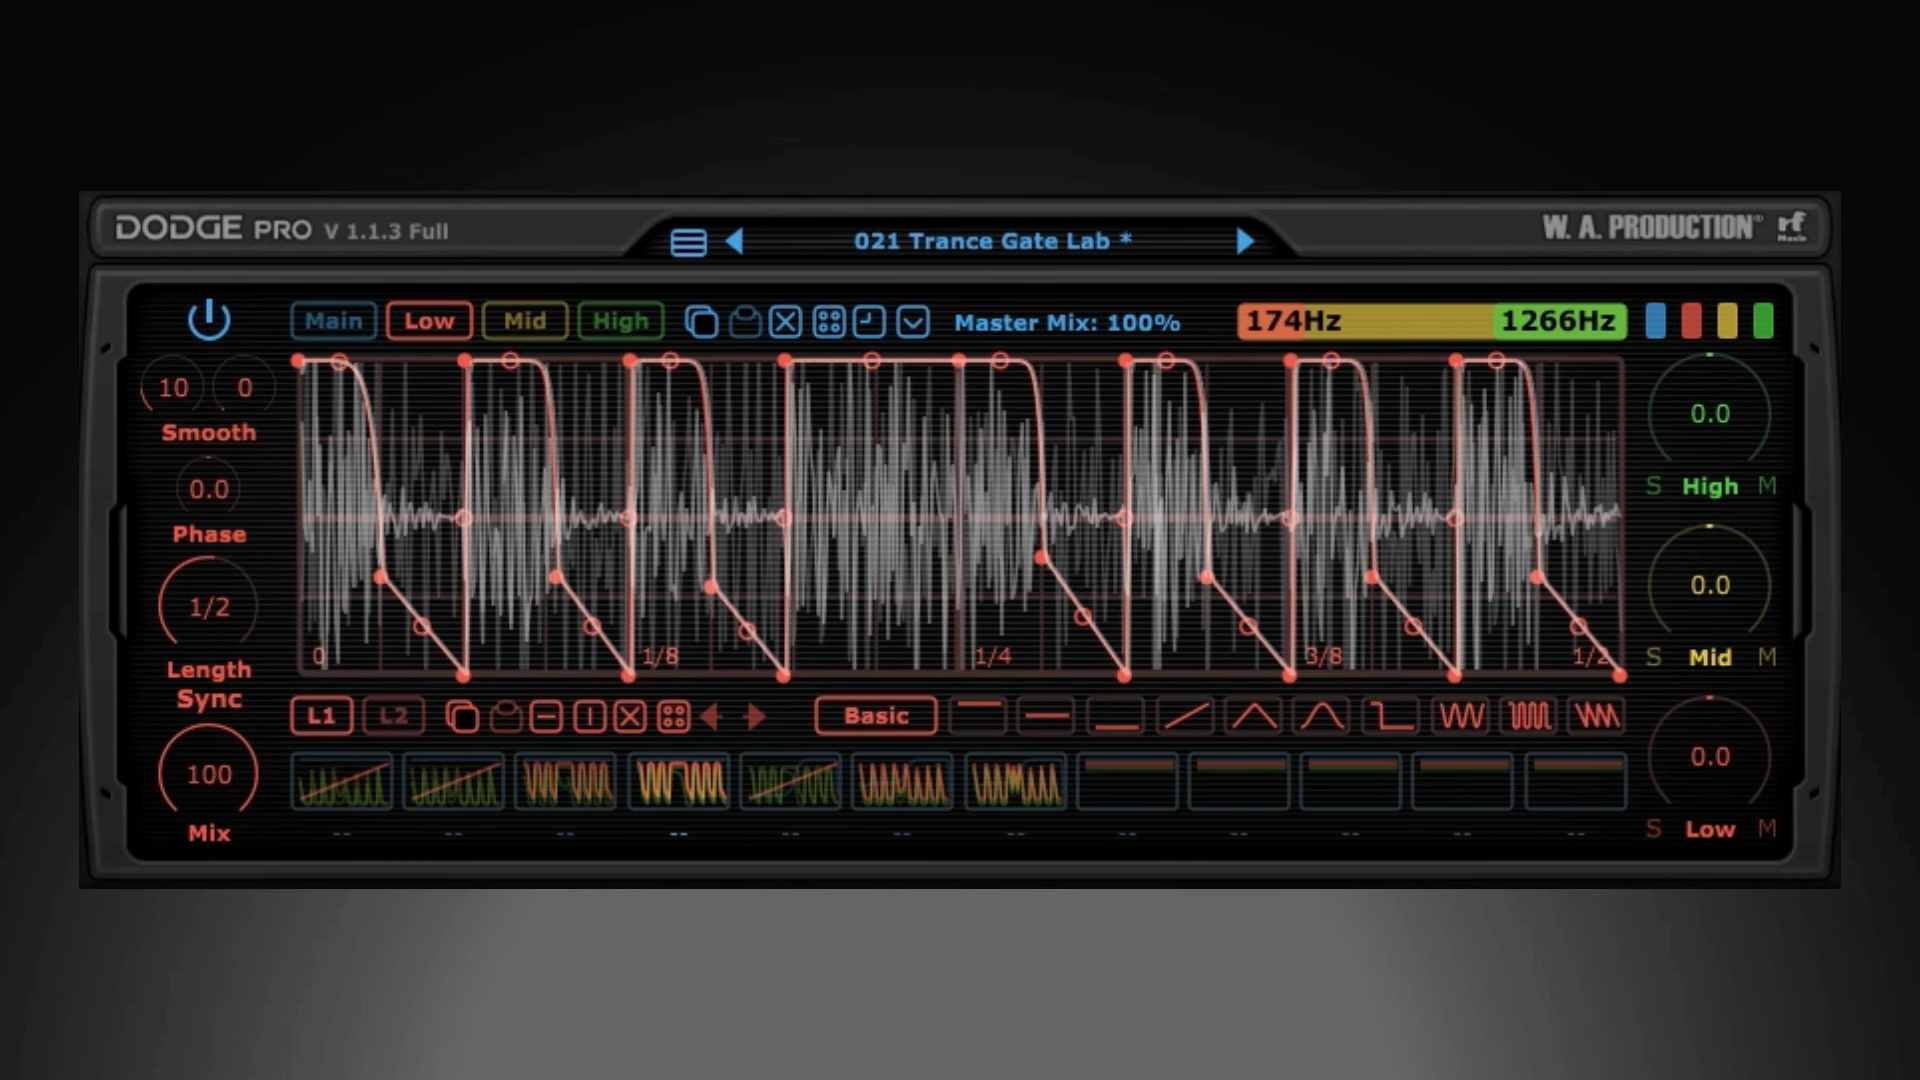 DODGE PRO V 1.1.3 Full
021 Trance Gate Lab *
W. A. PRODUCTION®
rf Music
Main Low Mid High
Master Mix: 100%
174Hz 1266Hz
10 0
Smooth
0.0
Phase
1/2
Length
Sync
100
Mix
0 1/8 1/4 3/8 1/2
L1 L2
Basic
-- -- -- -- -- -- -- -- -- -- -- --
0.0
S High M
0.0
S Mid M
0.0
S Low M